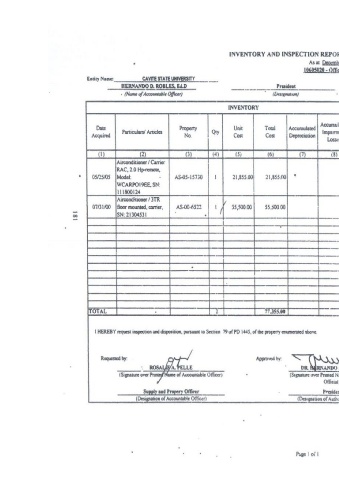 INVENTORY AND INSPECTION REPOR
As at Decemb
10605020 - Offi
Entity Name: CAVITE STATE UNIVERSITY
HERNANDO D. ROBLES, Ed.D President
(Name of Accountable Officer) (Designation)
INVENTORY
Date Acquired Particulars/ Articles Property No. Qty Unit Cost Total Cost Accumulated Depreciation Accumul Impairm Losse
(1) (2) (3) (4) (5) (6) (7) (8)
Airconditioner / Carrier
RAC, 2.0 Hp-remote,
05/25/05 Model: AS-05-15730 1 21,855.00 21,855.00
WCARPO19EE, SN
111800124
Airconditioner / 3TR
07/31/00 floor mounted, carrier, AS-00-6522 1 55,500.00 55,500.00
SN: 21304531
181
TOTAL 2 77,355.00
I HEREBY request inspection and disposition, pursuant to Section 79 of PD 1445, of the property enumerated above.
Requested by: Approved by:
ROSALIE A. PELLE DR. HERNANDO
(Signature over Printed Name of Accountable Officer) (Signature over Printed N
Official
Supply and Property Officer Presiden
(Designation of Accountable Officer) (Designation of Auth
Page 1 of 1